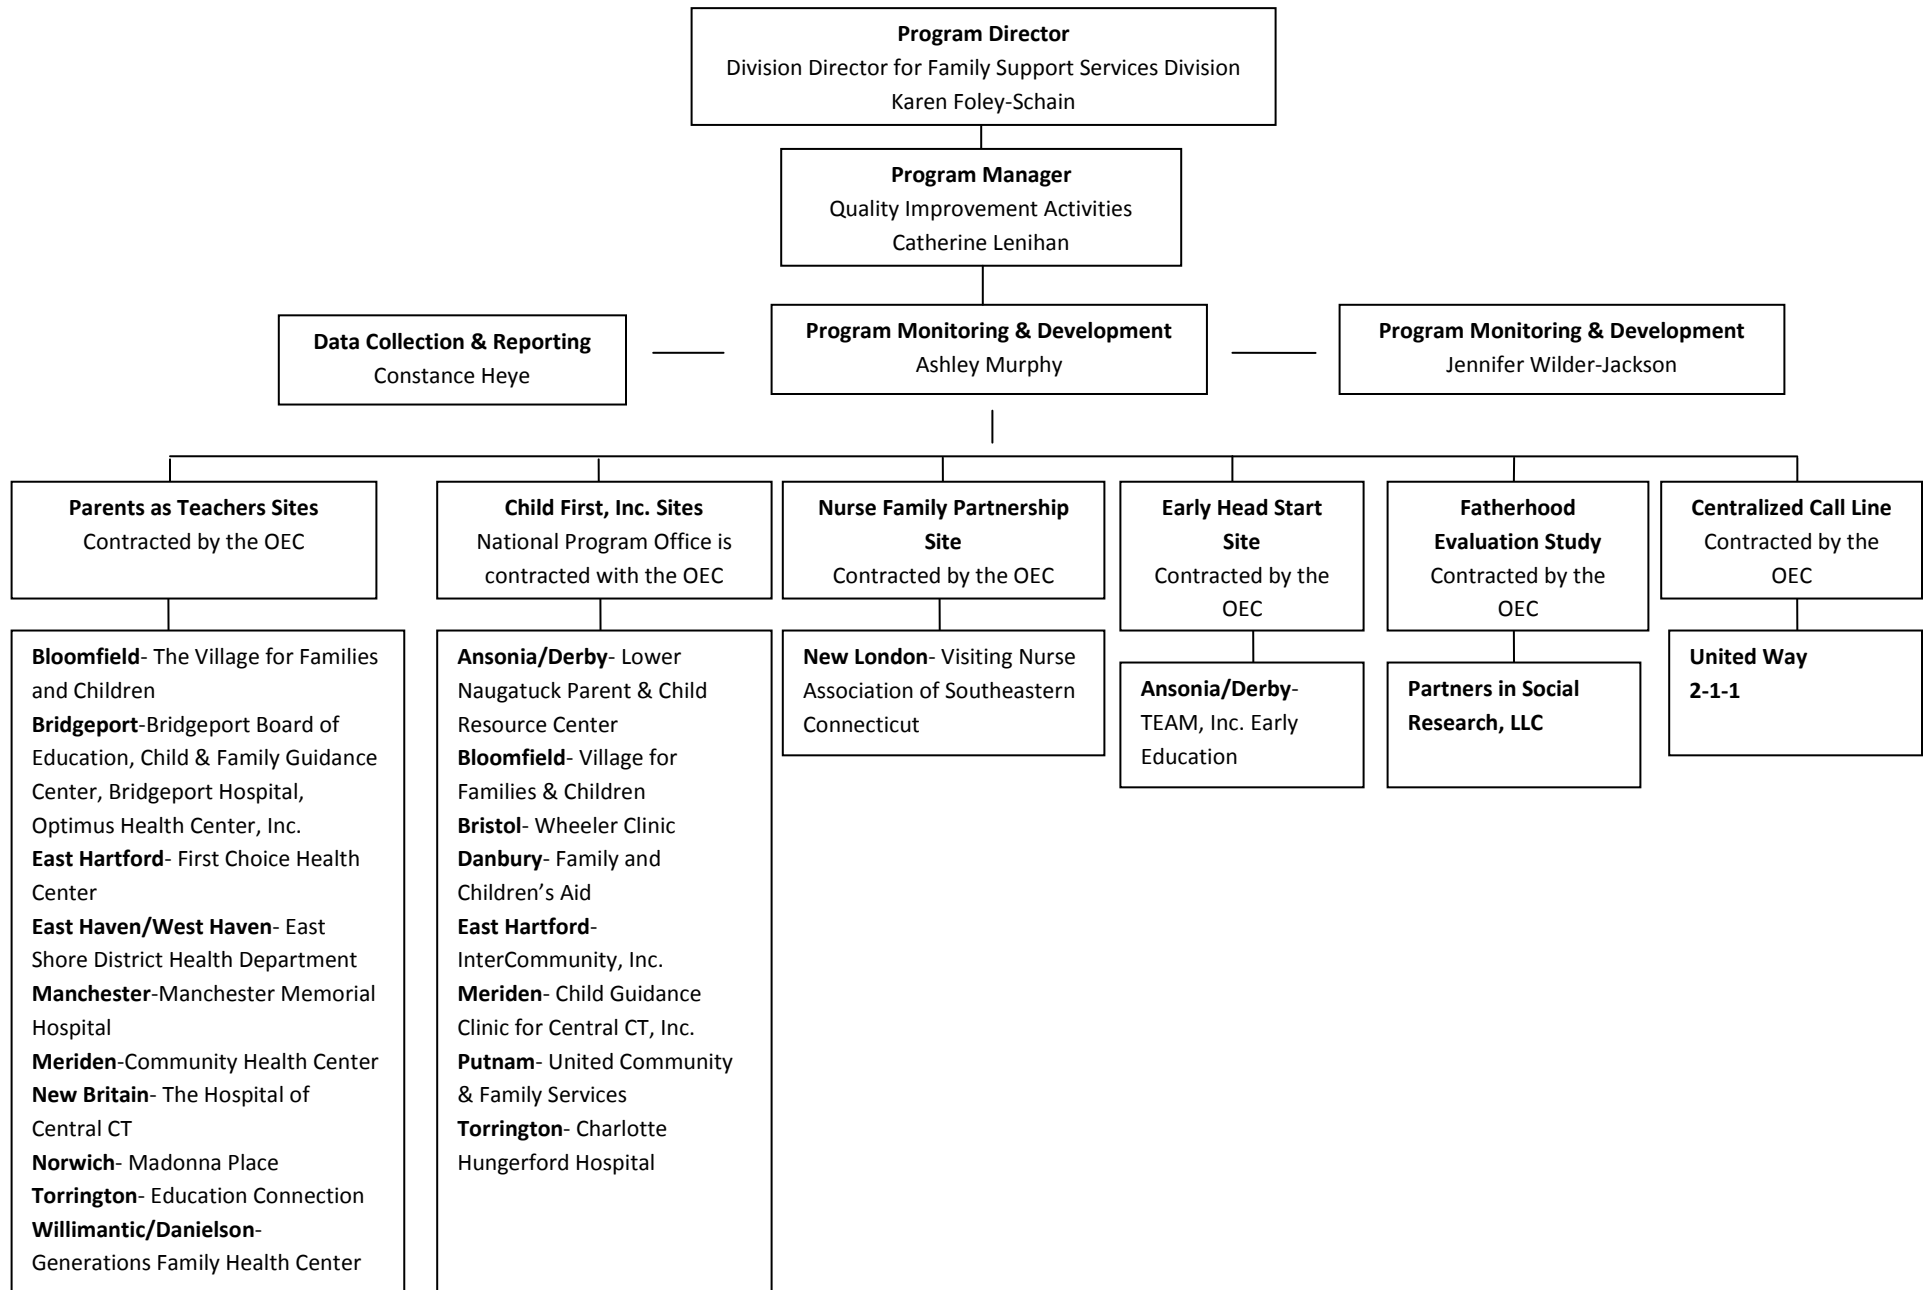 Program Director
Division Director for Family Support Services Division
Karen Foley-Schain
Program Manager
Quality Improvement Activities
Catherine Lenihan
Data Collection & Reporting
Constance Heye
Program Monitoring & Development
Ashley Murphy
Program Monitoring & Development
Jennifer Wilder-Jackson
Parents as Teachers Sites
Contracted by the OEC
Child First, Inc. Sites
National Program Office is
contracted with the OEC
Nurse Family Partnership
Site
Contracted by the OEC
Early Head Start
Site
Contracted by the
OEC
Fatherhood
Evaluation Study
Contracted by the
OEC
Centralized Call Line
Contracted by the
OEC
Bloomfield- The Village for Families
and Children
Bridgeport-Bridgeport Board of
Education, Child & Family Guidance
Center, Bridgeport Hospital,
Optimus Health Center, Inc.
East Hartford- First Choice Health
Center
East Haven/West Haven- East
Shore District Health Department
Manchester-Manchester Memorial
Hospital
Meriden-Community Health Center
New Britain- The Hospital of
Central CT
Norwich- Madonna Place
Torrington- Education Connection
Willimantic/Danielson-
Generations Family Health Center
Ansonia/Derby- Lower
Naugatuck Parent & Child
Resource Center
Bloomfield- Village for
Families & Children
Bristol- Wheeler Clinic
Danbury- Family and
Children’s Aid
East Hartford-
InterCommunity, Inc.
Meriden- Child Guidance
Clinic for Central CT, Inc.
Putnam- United Community
& Family Services
Torrington- Charlotte
Hungerford Hospital
New London- Visiting Nurse
Association of Southeastern
Connecticut
Ansonia/Derby-
TEAM, Inc. Early
Education
Partners in Social
Research, LLC
United Way
2-1-1